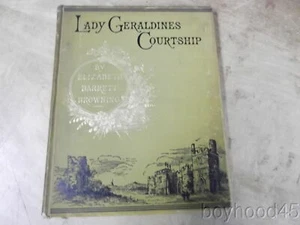 LADY GERALDINES
COURTSHIP
BY
ELIZABETH
BARRETT
BROWNING
boyhood45